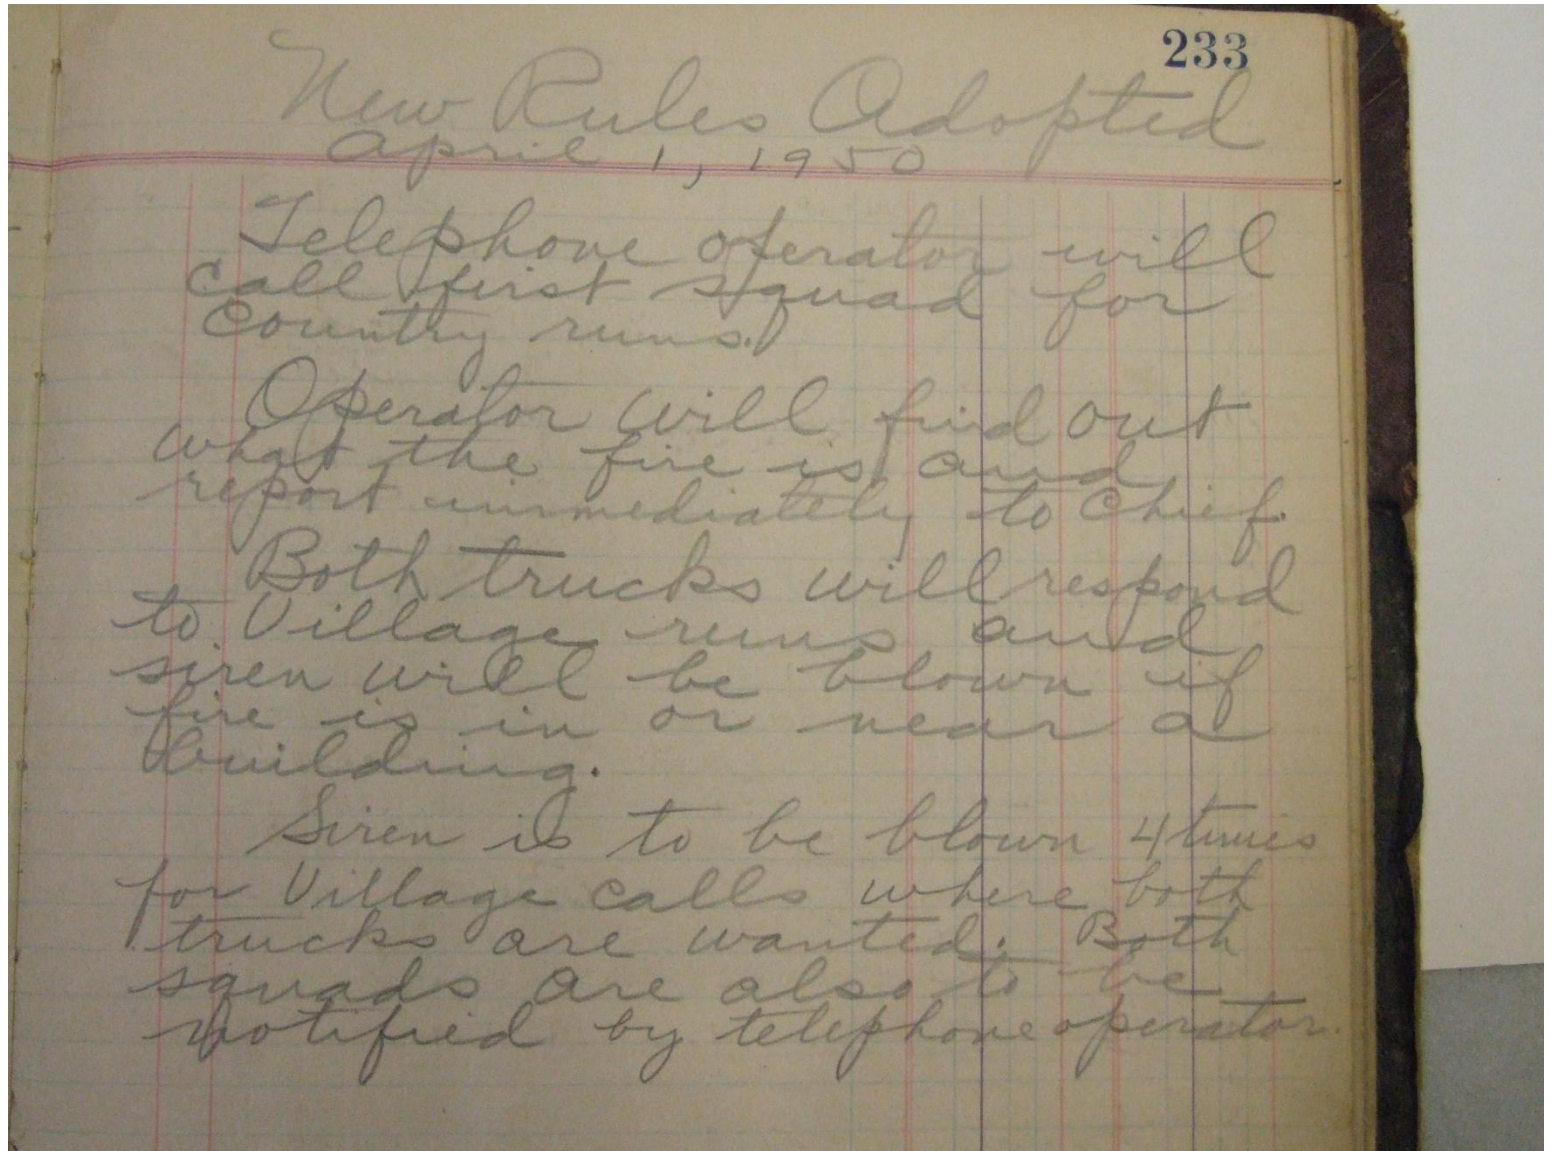 233
New Rules Adopted
April 1, 1950
Telephone operator will
call first squad for
Country runs.
Operator will find out
what the fire is and
report immediately to Chief.
Both trucks will respond
to Village runs and
siren will be blown if
fire is in or near a
building.
Siren is to be blown 4 times
for Village calls where both
trucks are wanted. Both
squads are also to be
notified by telephone operator.